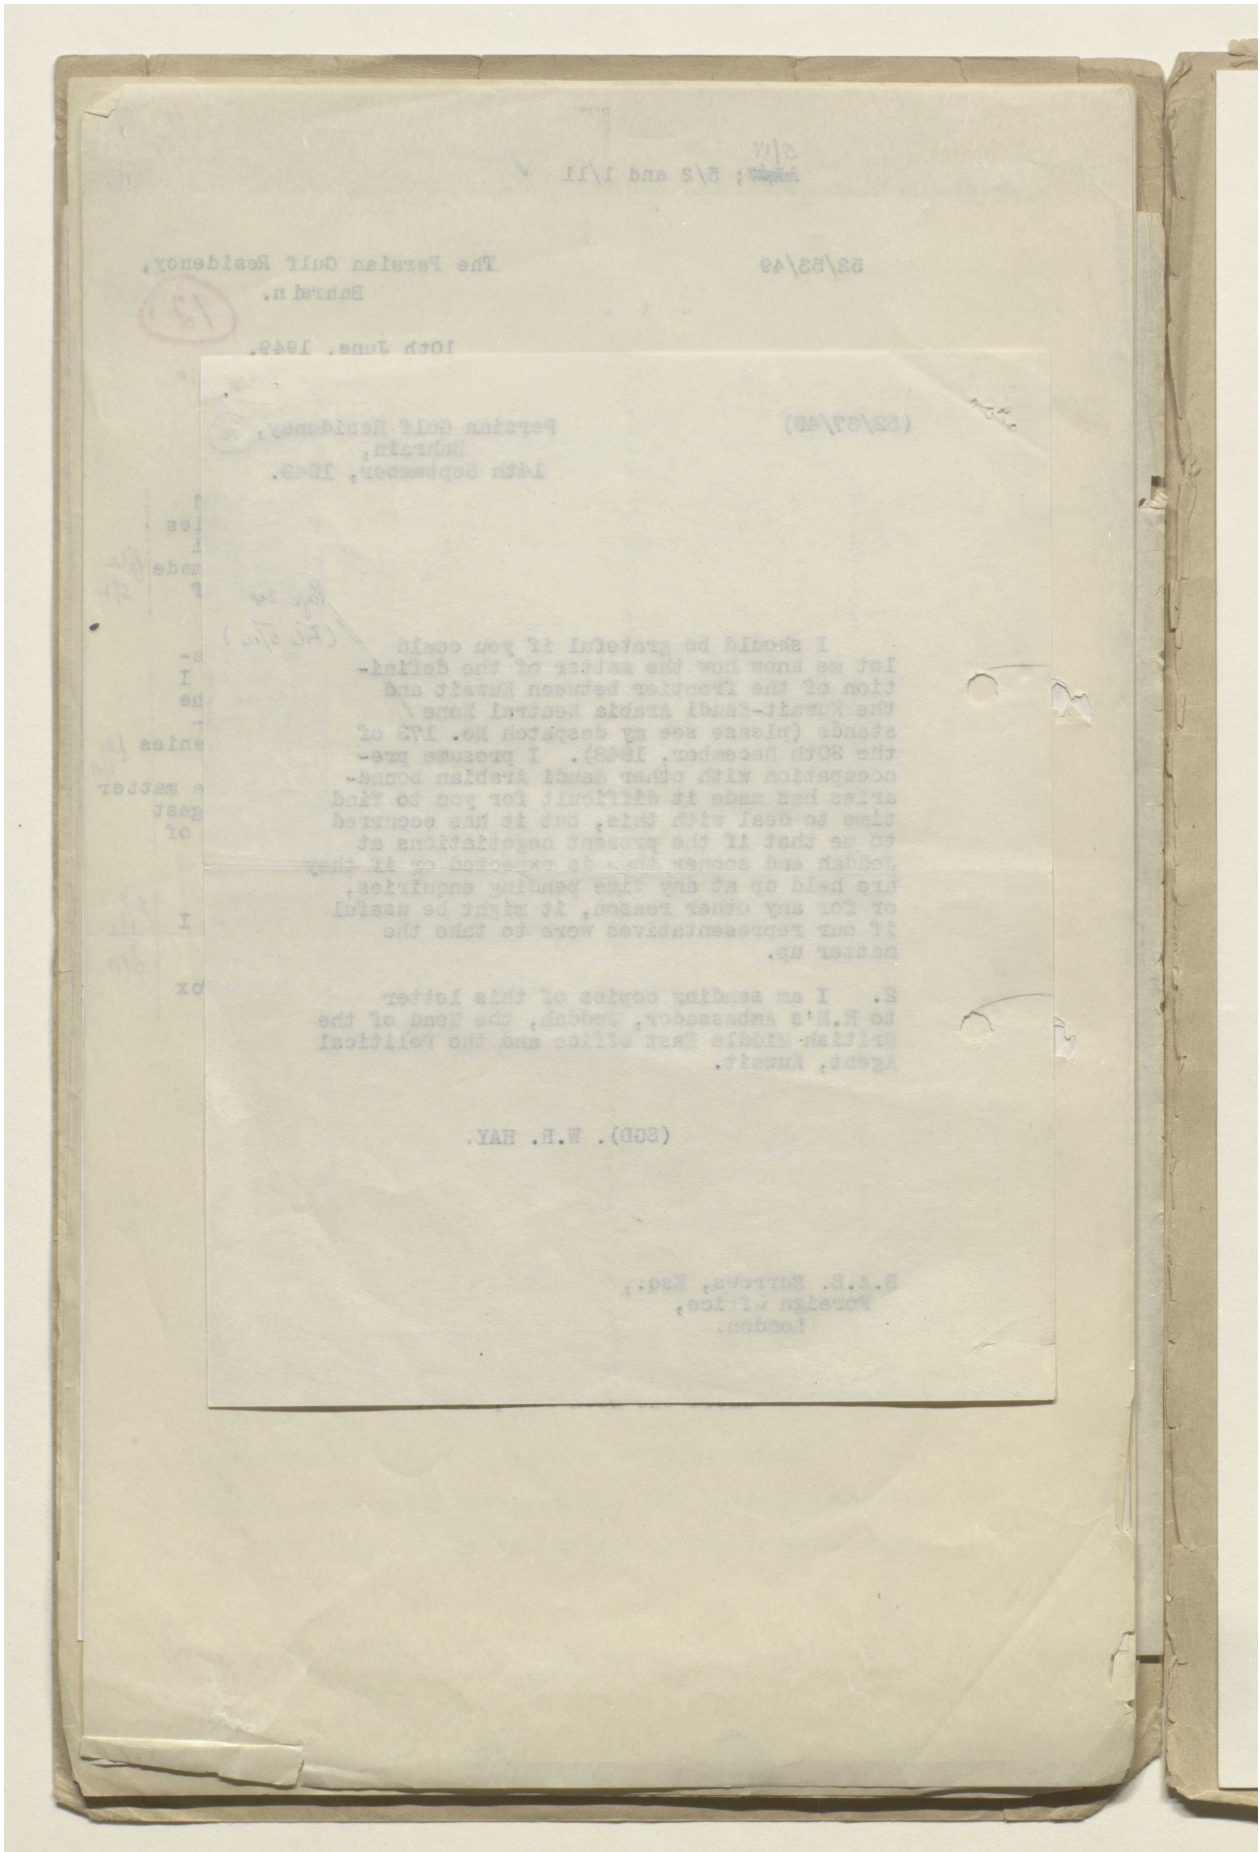 5/2 and 1/11
52/53/49
The Persian Gulf Residency,
Bahrain.
12
- 3 -
10th June, 1949.
(52/67/49)
Persian Gulf Residency,
Bahrain,
14th September, 1949.
I should be grateful if you could
let me know how the matter of the defini-
tion of the frontier between Kuwait and
the Kuwait-Saudi Arabia Neutral Zone
stands (please see my despatch No. 173 of
the 30th December, 1948). I presume pre-
occupation with other Saudi Arabian bound-
aries has made it difficult for you to find
time to deal with this, but it has occurred
to me that if the present negotiations at
Jeddah end sooner than is expected or if they
are held up at any time pending enquiries,
or for any other reason, it might be useful
if our representatives were to take the
matter up.
2. I am sending copies of this letter
to H.M's Ambassador, Jeddah, the Head of the
British Middle East Office and the Political
Agent, Kuwait.
(SGD). W.R. HAY.
B.A.B. Burrows, Esq.,
Foreign Office,
London.